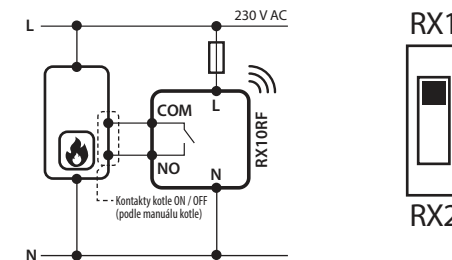 230 V AC
L
RX1
COM
L
RX10RF
NO
N
Kontakty kotle ON / OFF
(podle manuálu kotle)
RX2
N